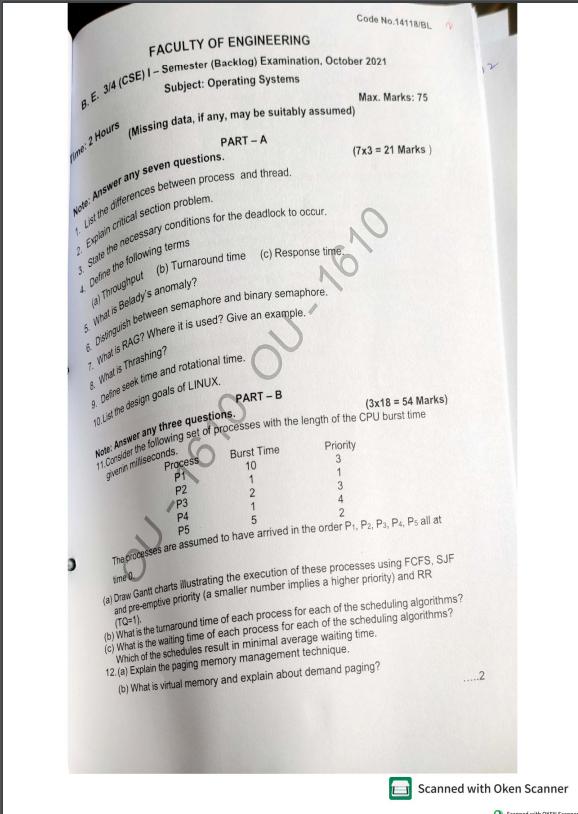 Code No.14118/BL
2
12
FACULTY OF ENGINEERING
B. E. 3/4 (CSE) I – Semester (Backlog) Examination, October 2021
Subject: Operating Systems
Time: 2 Hours
Max. Marks: 75
(Missing data, if any, may be suitably assumed)
PART – A
Note: Answer any seven questions.
(7x3 = 21 Marks )
1. List the differences between process and thread.
2. Explain critical section problem.
3. State the necessary conditions for the deadlock to occur.
4. Define the following terms
(a) Throughput (b) Turnaround time (c) Response time.
5. What is Belady's anomaly?
6. Distinguish between semaphore and binary semaphore.
7. What is RAG? Where it is used? Give an example.
8. What is Thrashing?
9. Define seek time and rotational time.
10. List the design goals of LINUX.
PART – B
Note: Answer any three questions.
(3x18 = 54 Marks)
11.Consider the following set of processes with the length of the CPU burst time
givenin milliseconds.
Process Burst Time Priority
P1 10 3
P2 1 1
P3 2 3
P4 1 4
P5 5 2
The processes are assumed to have arrived in the order P1, P2, P3, P4, P5 all at
time 0.
(a) Draw Gantt charts illustrating the execution of these processes using FCFS, SJF
and pre-emptive priority (a smaller number implies a higher priority) and RR
(TQ=1).
(b) What is the turnaround time of each process for each of the scheduling algorithms?
(c) What is the waiting time of each process for each of the scheduling algorithms?
Which of the schedules result in minimal average waiting time.
12.(a) Explain the paging memory management technique.
(b) What is virtual memory and explain about demand paging?
.....2
OU - 1610 OU - 1610
Scanned with Oken Scanner
Scanned with OKEN Scanner